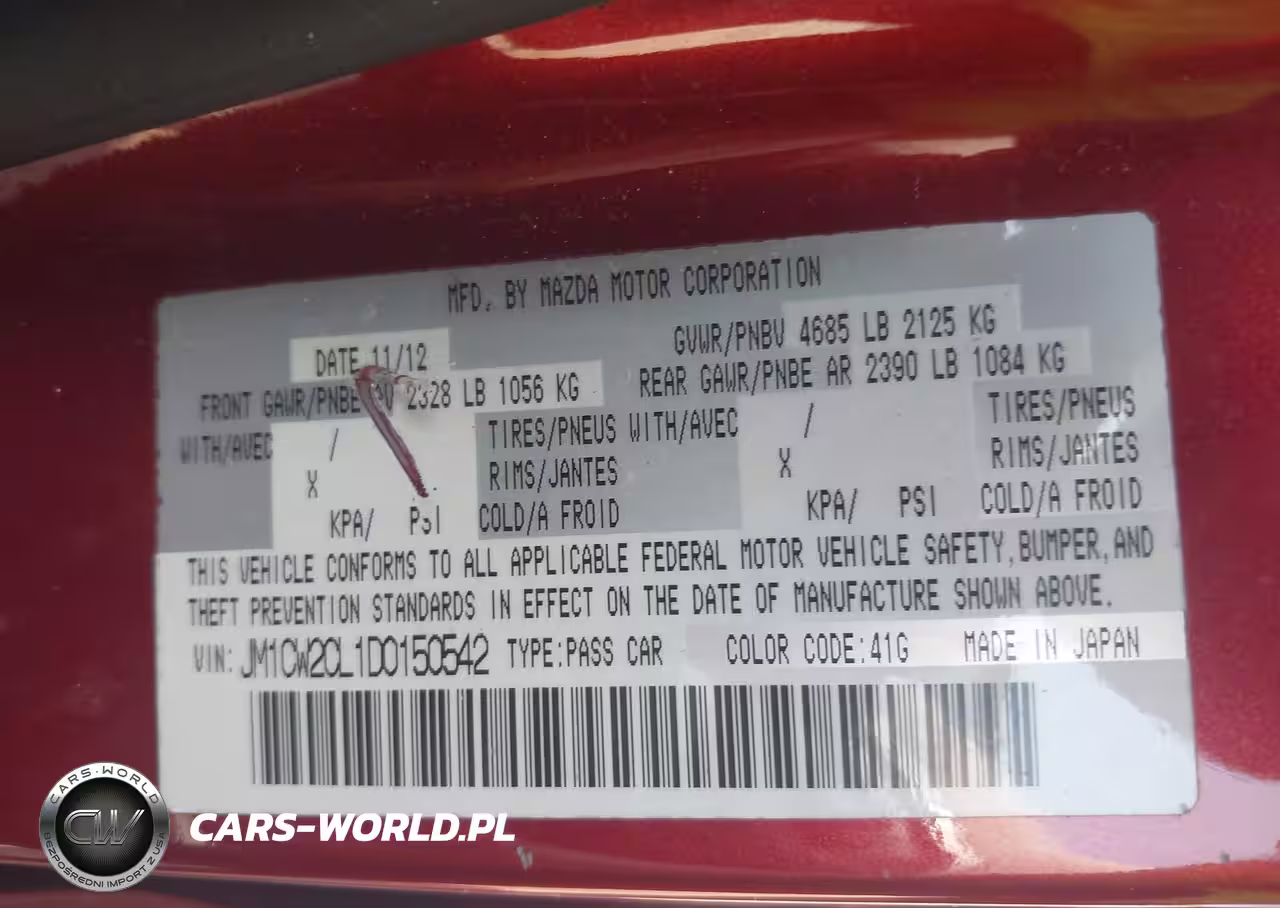 MFD. BY MAZDA MOTOR CORPORATION
DATE 11/12 GVWR/PNBV 4685 LB 2125 KG
FRONT GAWR/PNBE AV 2328 LB 1056 KG REAR GAWR/PNBE AR 2390 LB 1084 KG
WITH/AVEC / TIRES/PNEUS WITH/AVEC / TIRES/PNEUS
X RIMS/JANTES X RIMS/JANTES
KPA/ PSI COLD/A FROID KPA/ PSI COLD/A FROID
THIS VEHICLE CONFORMS TO ALL APPLICABLE FEDERAL MOTOR VEHICLE SAFETY, BUMPER, AND
THEFT PREVENTION STANDARDS IN EFFECT ON THE DATE OF MANUFACTURE SHOWN ABOVE.
VIN: JM1CW2CL1D0150542 TYPE:PASS CAR COLOR CODE:41G MADE IN JAPAN
CARS-WORLD
CW
BEZPOŚREDNI IMPORT Z USA
CARS-WORLD.PL